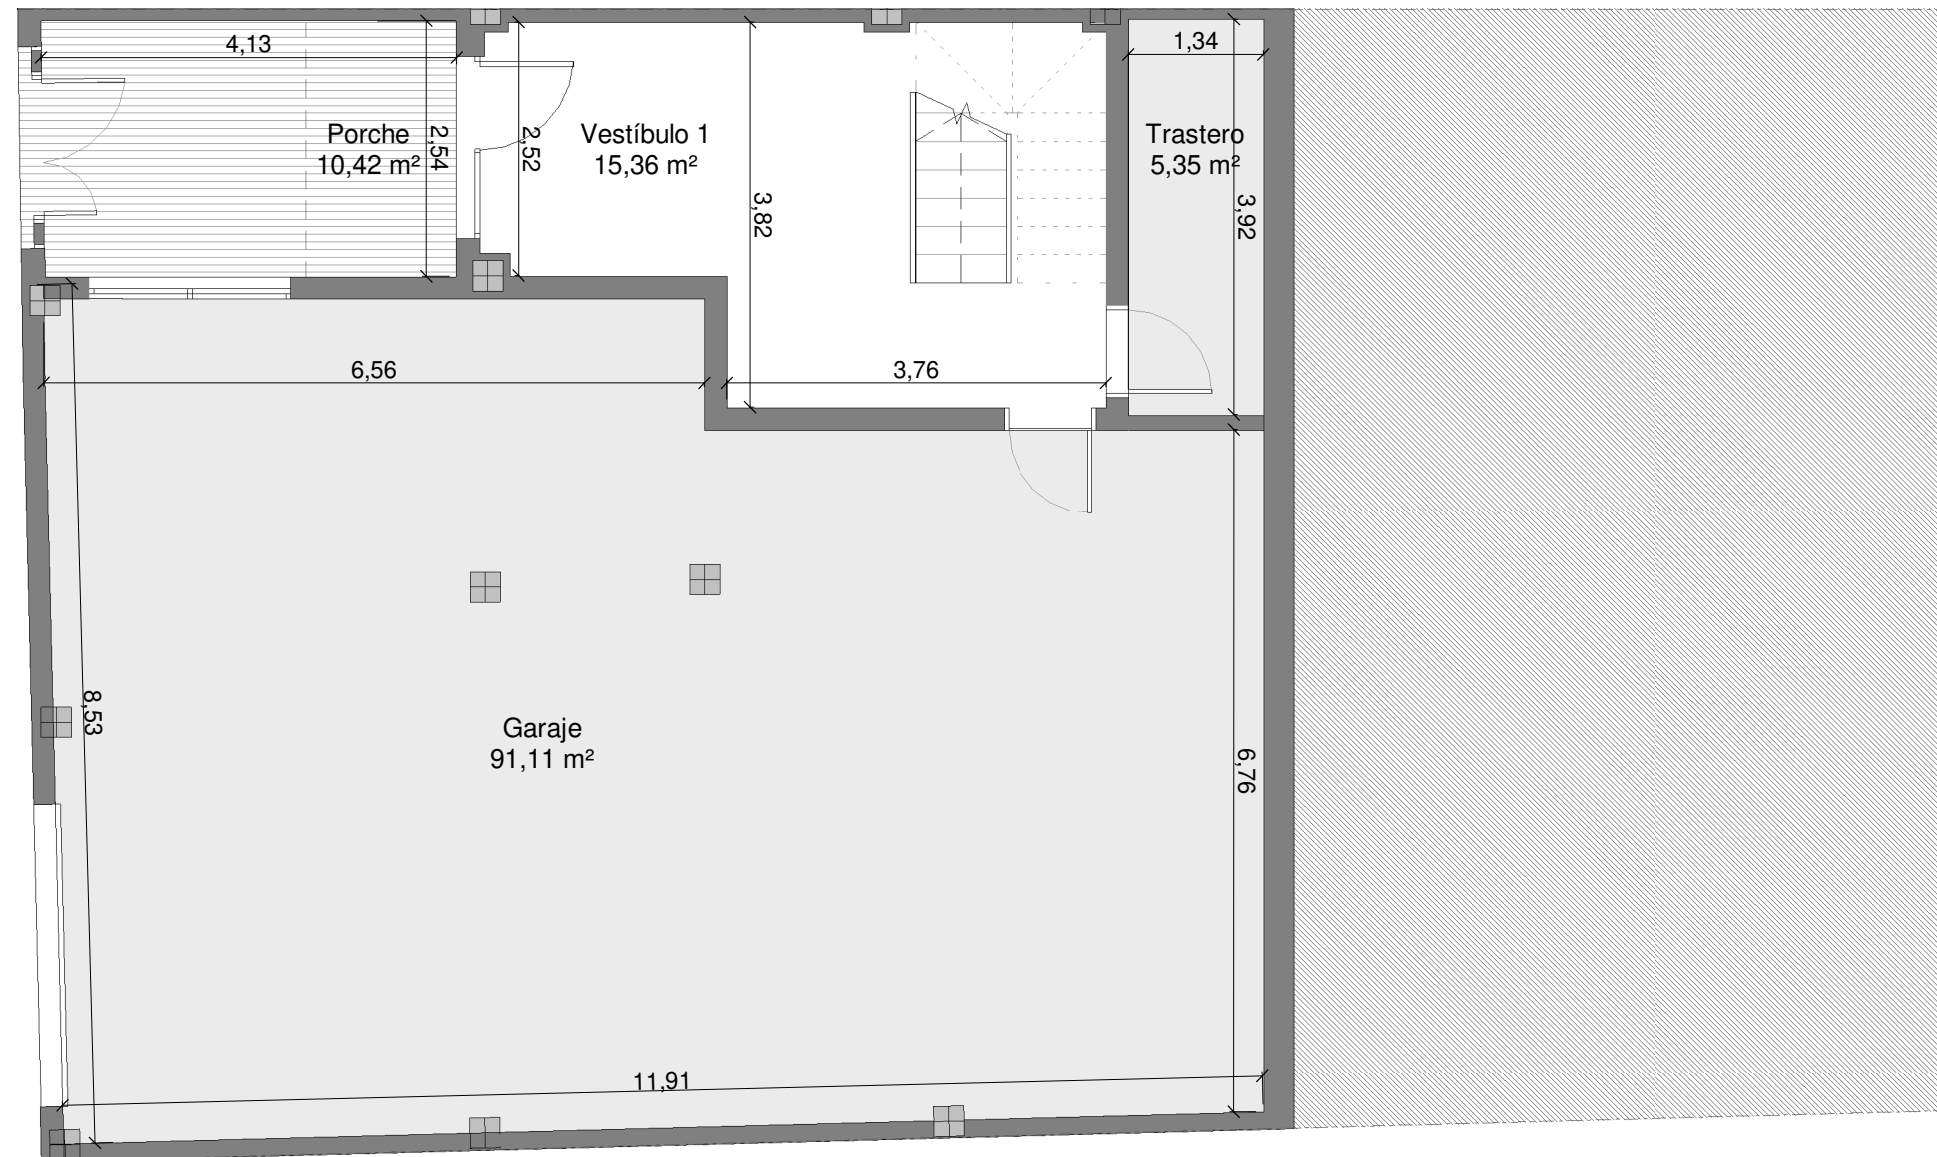 4,13
1,34
Porche
10,42 m²
2,54
2,52
Vestíbulo 1
15,36 m²
Trastero
5,35 m²
3,82
3,92
6,56
3,76
8,53
Garaje
91,11 m²
6,76
11,91